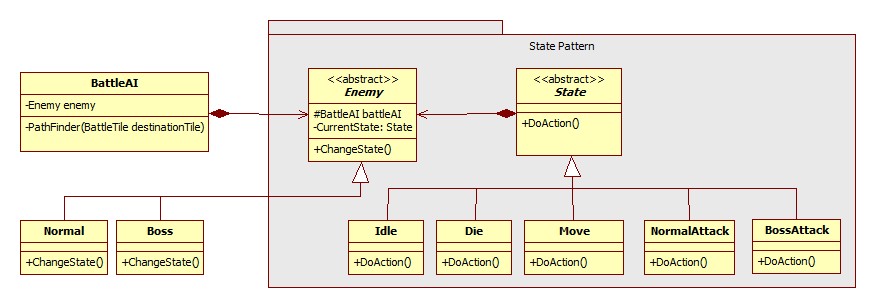 State Pattern
BattleAI
-Enemy enemy
-PathFinder(BattleTile destinationTile)
<<abstract>>
Enemy
#BattleAI battleAI
-CurrentState: State
+ChangeState()
<<abstract>>
State
+DoAction()
Normal
+ChangeState()
Boss
+ChangeState()
Idle
+DoAction()
Die
+DoAction()
Move
+DoAction()
NormalAttack
+DoAction()
BossAttack
+DoAction()